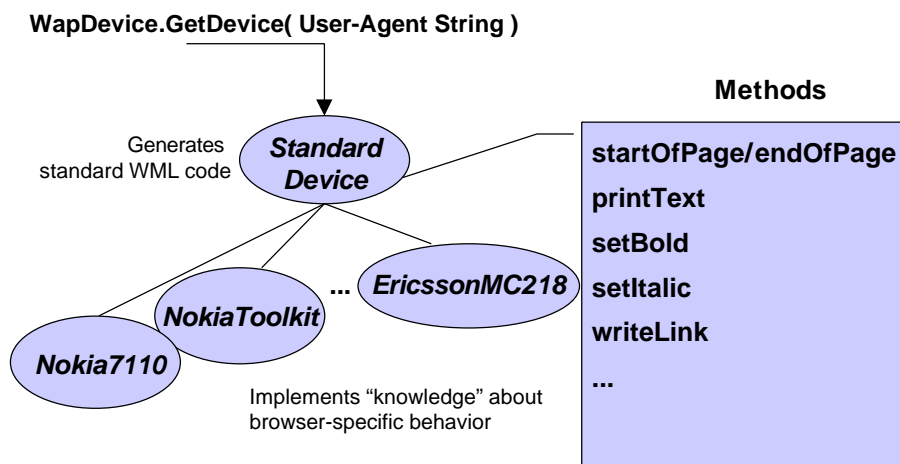 WapDevice.GetDevice( User-Agent String )
Methods
Generates
standard WML code
Standard
Device
startOfPage/endOfPage
printText
setBold
setItalic
writeLink
...
...
EricssonMC218
NokiaToolkit
Nokia7110
Implements “knowledge” about
browser-specific behavior